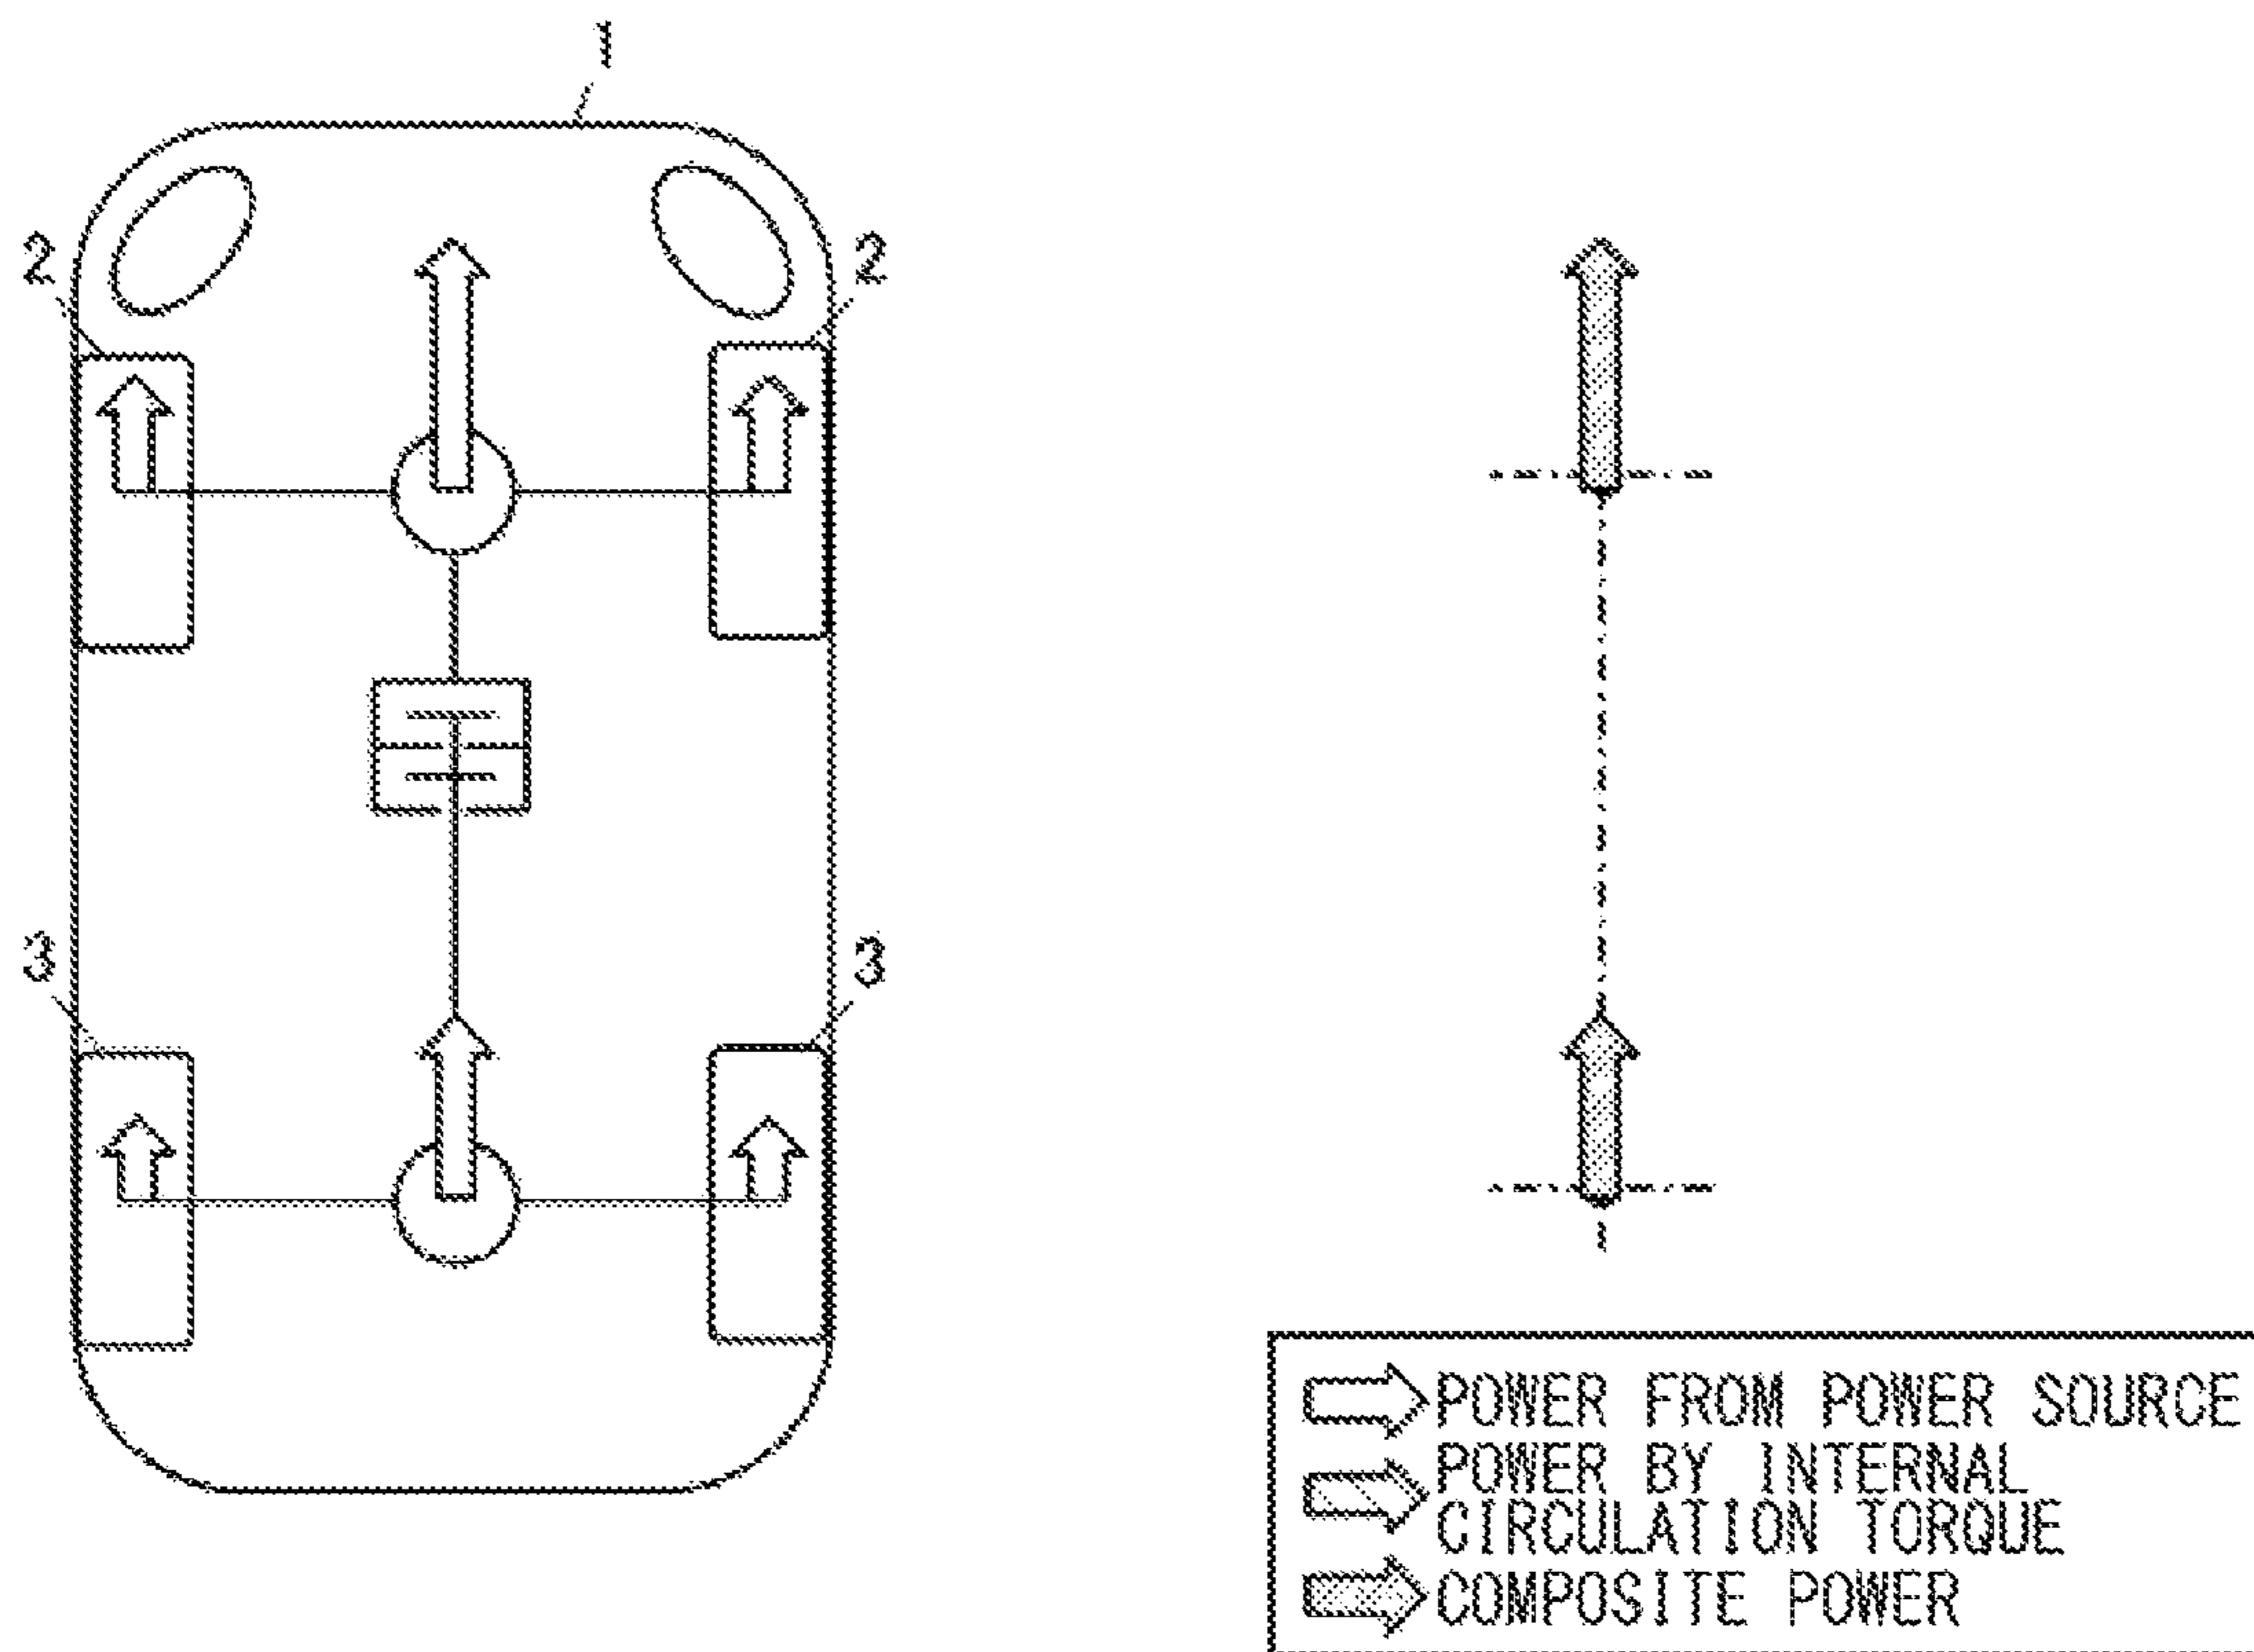 1
2
2
3
3
POWER FROM POWER SOURCE
POWER BY INTERNAL
CIRCULATION TORQUE
COMPOSITE POWER